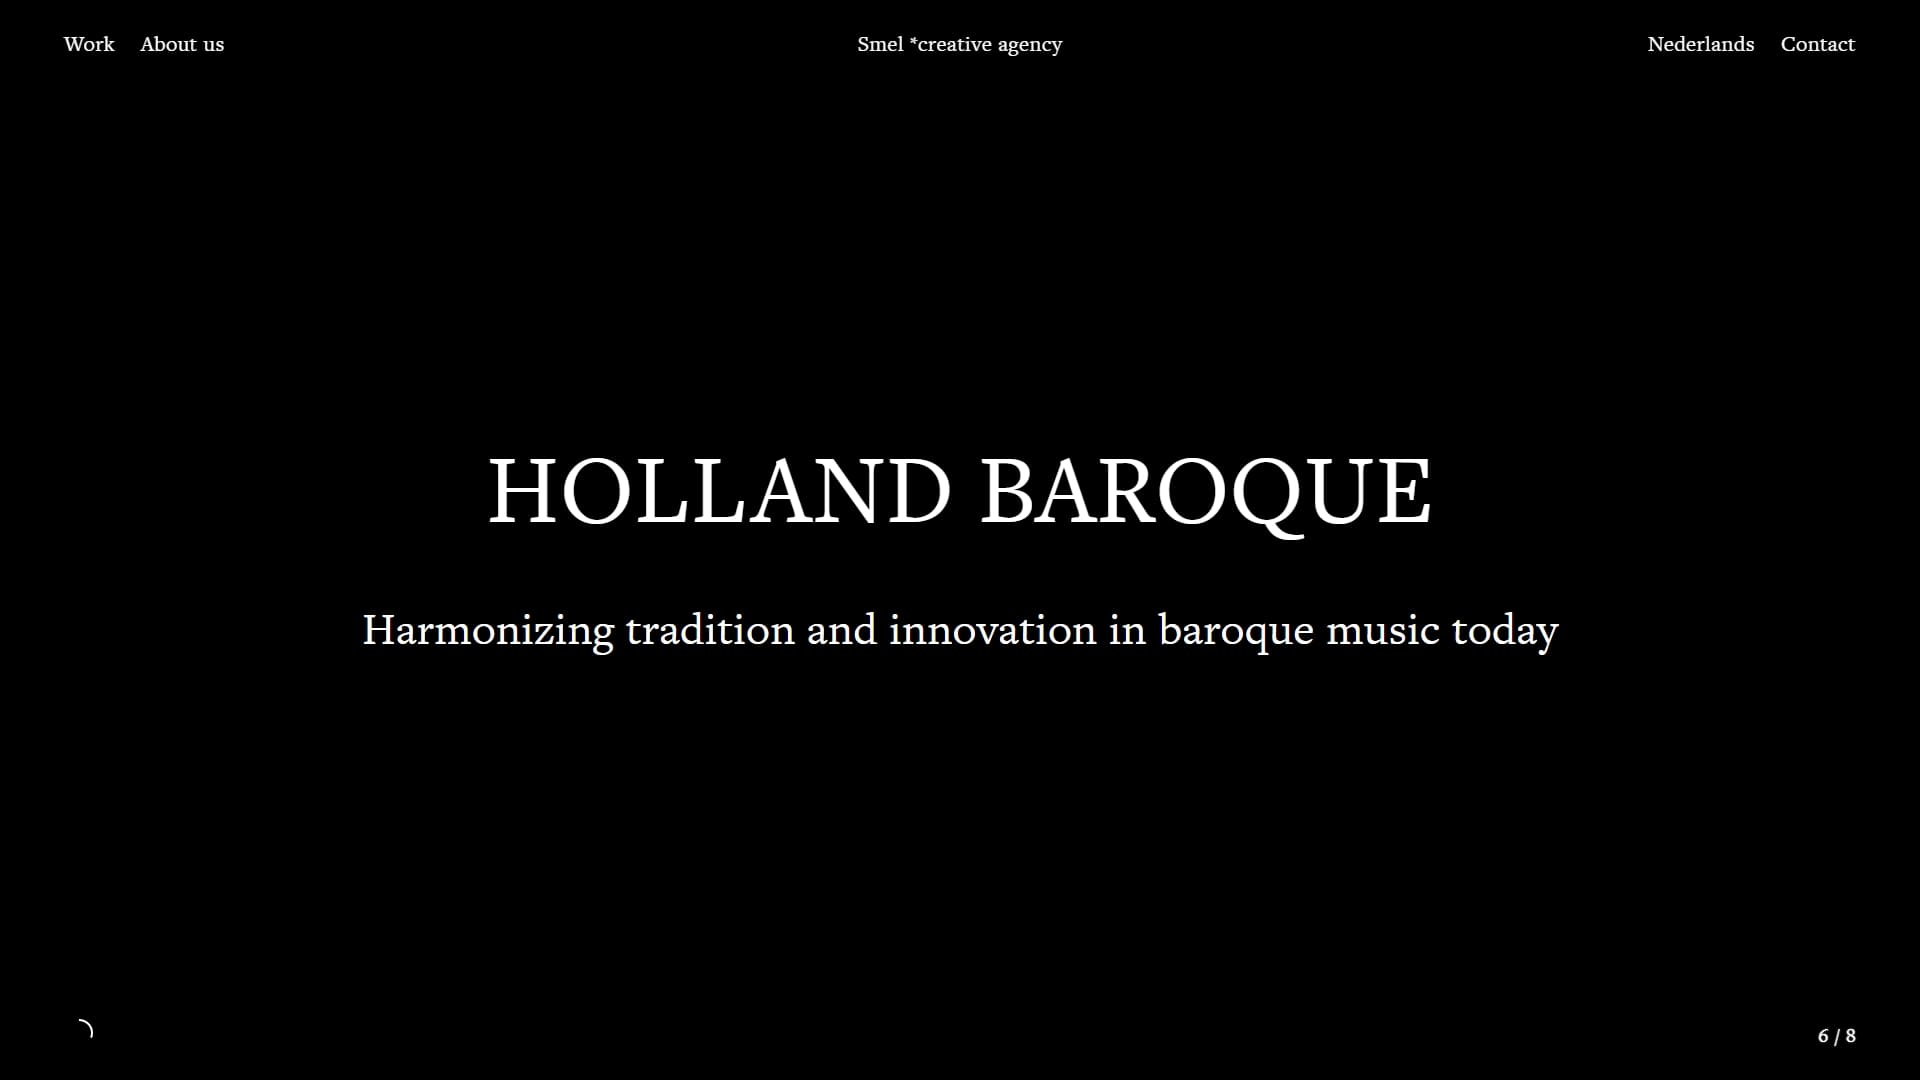 Work About us
Smel *creative agency
Nederlands Contact
HOLLAND BAROQUE
Harmonizing tradition and innovation in baroque music today
6 / 8